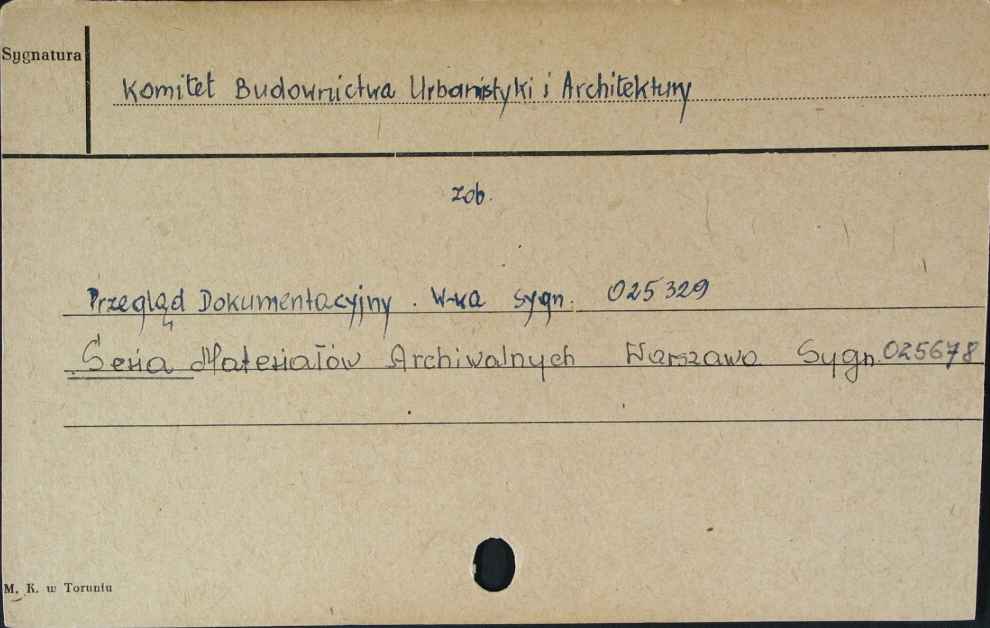 Sygnatura
Komitet Budownictwa Urbanistyki i Architektury
zob.
Przegląd Dokumentacyjny. W-wa sygn. 025329
Seria Materiałów Archiwalnych Warszawa Sygn. 025678
M. K. w Toruniu